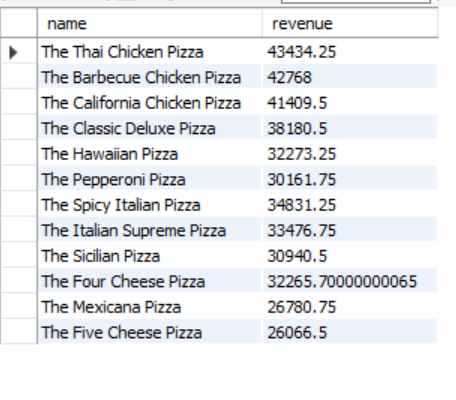 name revenue
The Thai Chicken Pizza 43434.25
The Barbecue Chicken Pizza 42768
The California Chicken Pizza 41409.5
The Classic Deluxe Pizza 38180.5
The Hawaiian Pizza 32273.25
The Pepperoni Pizza 30161.75
The Spicy Italian Pizza 34831.25
The Italian Supreme Pizza 33476.75
The Sicilian Pizza 30940.5
The Four Cheese Pizza 32265.70000000065
The Mexicana Pizza 26780.75
The Five Cheese Pizza 26066.5